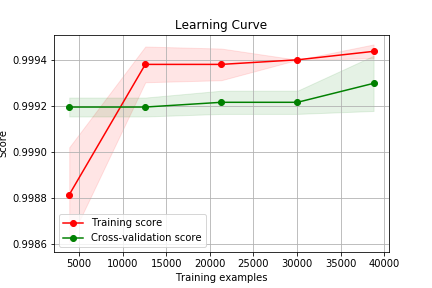 Learning Curve
0.9994
0.9992
0.9990
0.9988
0.9986
Score
Training score
Cross-validation score
5000 10000 15000 20000 25000 30000 35000 40000
Training examples